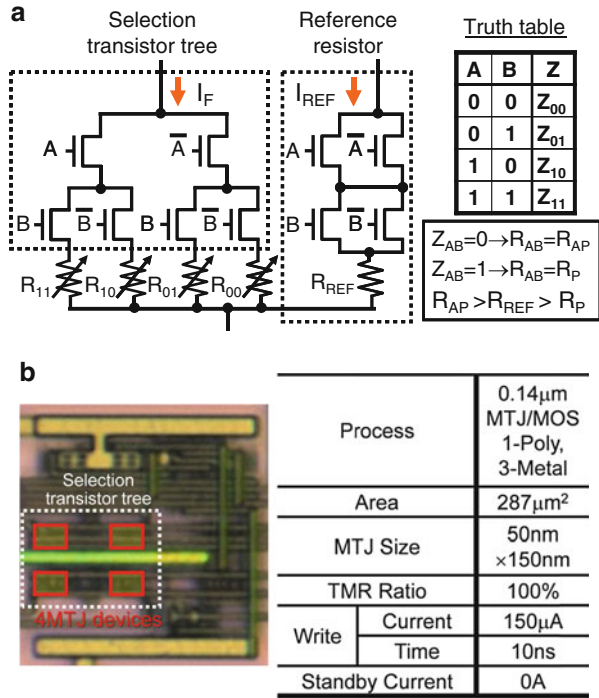 a
Selection
transistor tree
Reference
resistor
Truth table
I_F
I_REF
A
A̅
A
A̅
B
B̅
B
B̅
B
B̅
R_11
R_10
R_01
R_00
R_REF
A B Z
0 0 Z_00
0 1 Z_01
1 0 Z_10
1 1 Z_11
Z_AB=0→R_AB=R_AP
Z_AB=1→R_AB=R_P
R_AP >R_REF > R_P
b
Selection
transistor tree
4MTJ devices
Process
0.14μm
MTJ/MOS
1-Poly,
3-Metal
Area 287μm²
MTJ Size
50nm
×150nm
TMR Ratio 100%
Write
Current 150μA
Time 10ns
Standby Current 0A